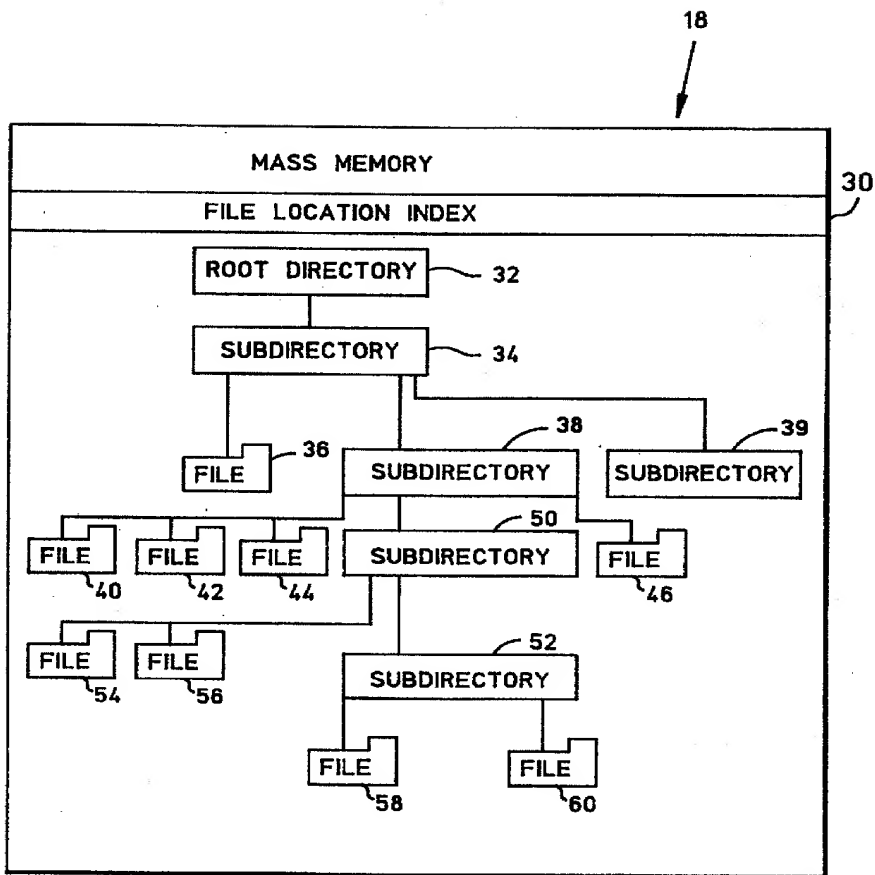 18
MASS MEMORY
30
FILE LOCATION INDEX
ROOT DIRECTORY
32
SUBDIRECTORY
34
38
39
FILE
36
SUBDIRECTORY
SUBDIRECTORY
50
FILE
FILE
FILE
SUBDIRECTORY
FILE
40
42
44
46
52
FILE
FILE
SUBDIRECTORY
54
56
FILE
FILE
58
60